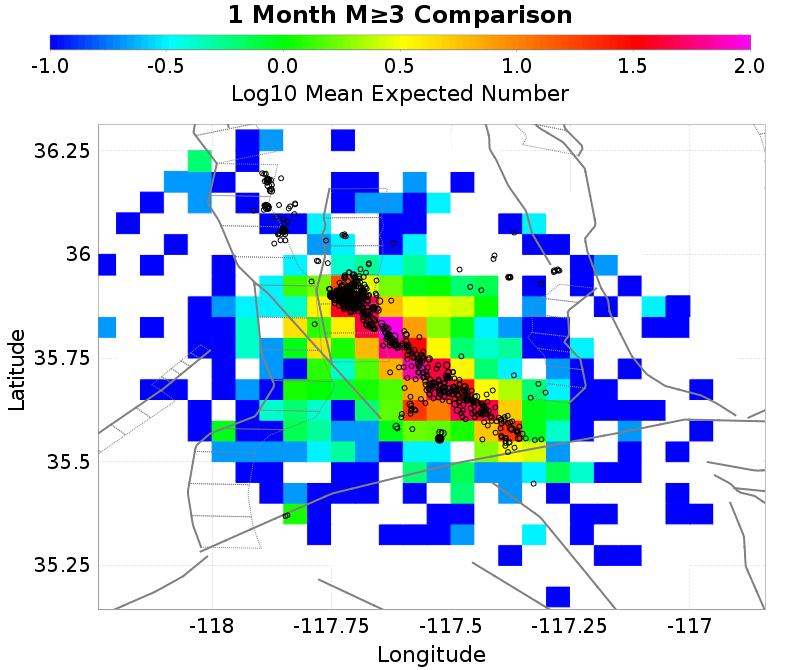 1 Month M≥3 Comparison
-1.0 -0.5 0.0 0.5 1.0 1.5 2.0
Log10 Mean Expected Number
36.25
36
35.75
35.5
35.25
Latitude
-118 -117.75 -117.5 -117.25 -117
Longitude